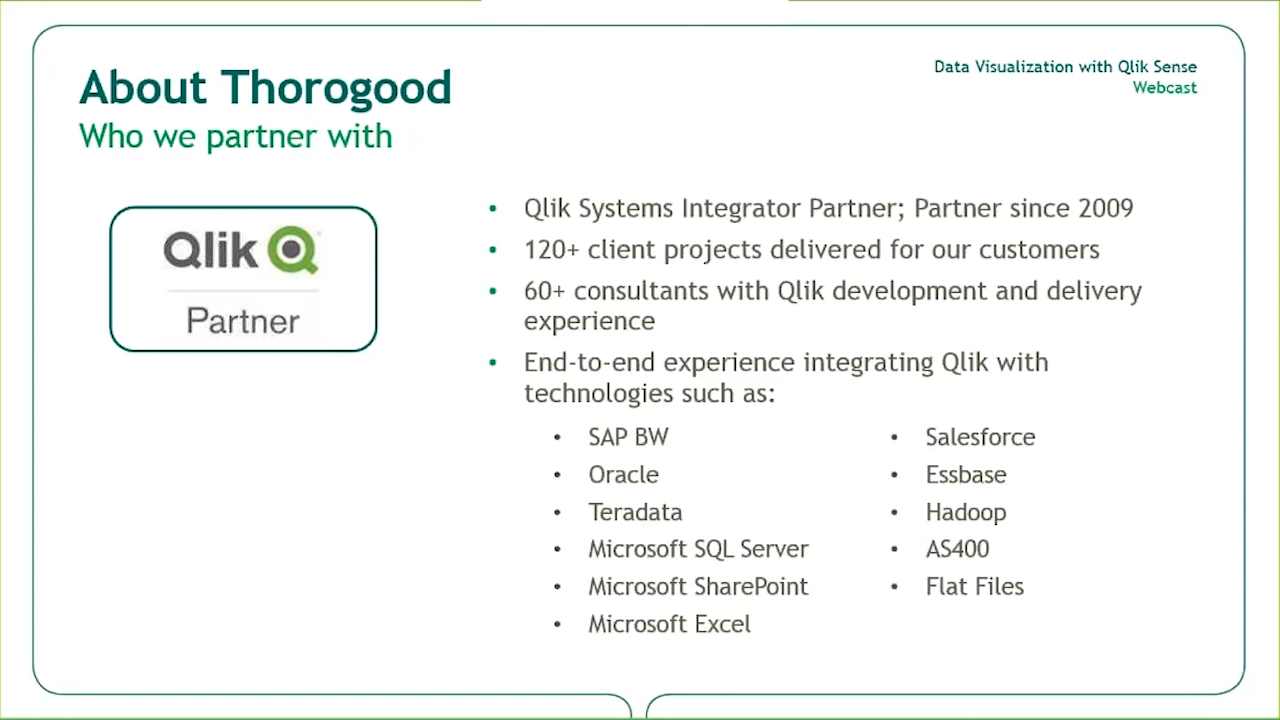 About Thorogood
Who we partner with
Data Visualization with Qlik Sense
Webcast
Qlik
Partner
• Qlik Systems Integrator Partner; Partner since 2009
• 120+ client projects delivered for our customers
• 60+ consultants with Qlik development and delivery
experience
• End-to-end experience integrating Qlik with
technologies such as:
• SAP BW
• Oracle
• Teradata
• Microsoft SQL Server
• Microsoft SharePoint
• Microsoft Excel
• Salesforce
• Essbase
• Hadoop
• AS400
• Flat Files